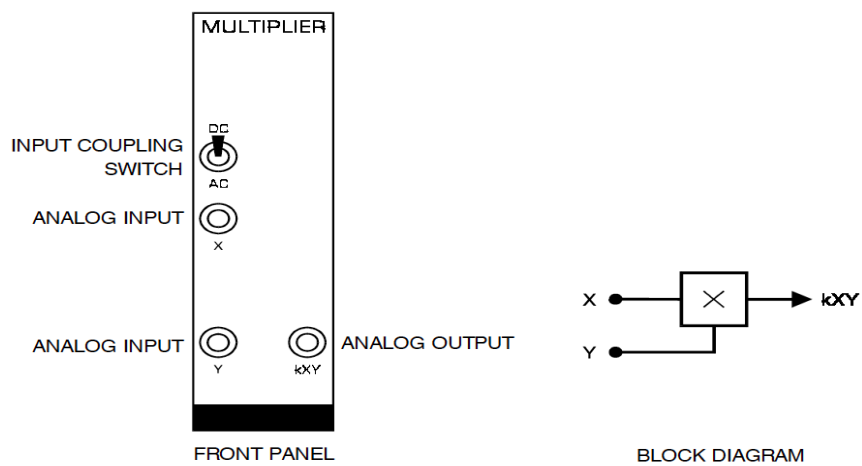 MULTIPLIER
DC
INPUT COUPLING
SWITCH
AC
ANALOG INPUT
X
ANALOG INPUT
Y
kXY
ANALOG OUTPUT
FRONT PANEL
X
X
kXY
Y
BLOCK DIAGRAM